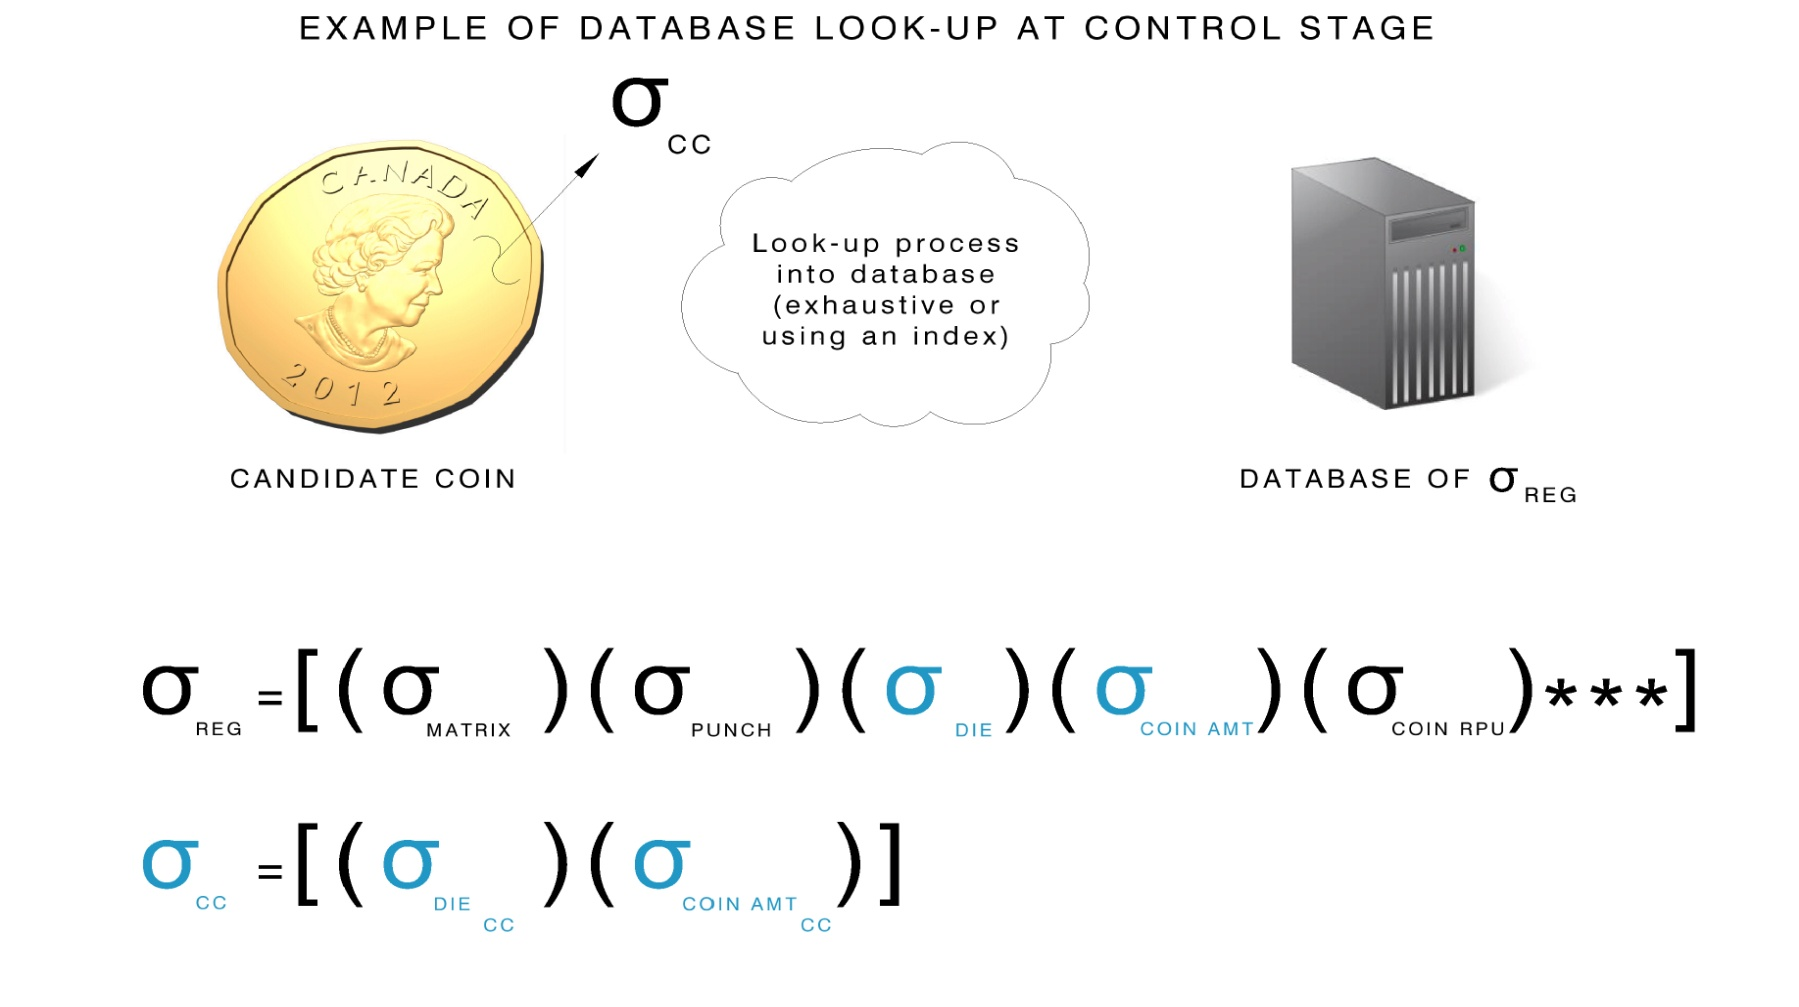 EXAMPLE OF DATABASE LOOK-UP AT CONTROL STAGE
σ CC
CANADA
2012
Look-up process
into database
(exhaustive or
using an index)
CANDIDATE COIN
DATABASE OF σ REG
σ REG = [(σ MATRIX)(σ PUNCH)(σ DIE)(σ COIN AMT)(σ COIN RPU)***]
σ CC = [(σ DIE CC)(σ COIN AMT CC)]